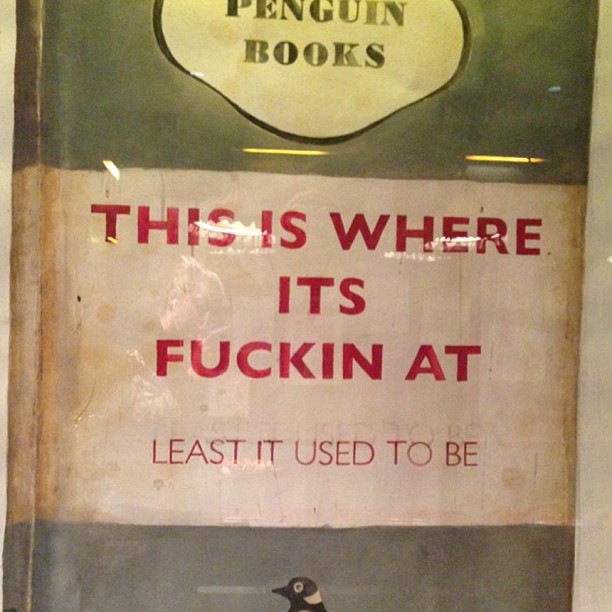 PENGUIN
BOOKS
THIS IS WHERE
ITS
FUCKIN AT
LEAST IT USED TO BE